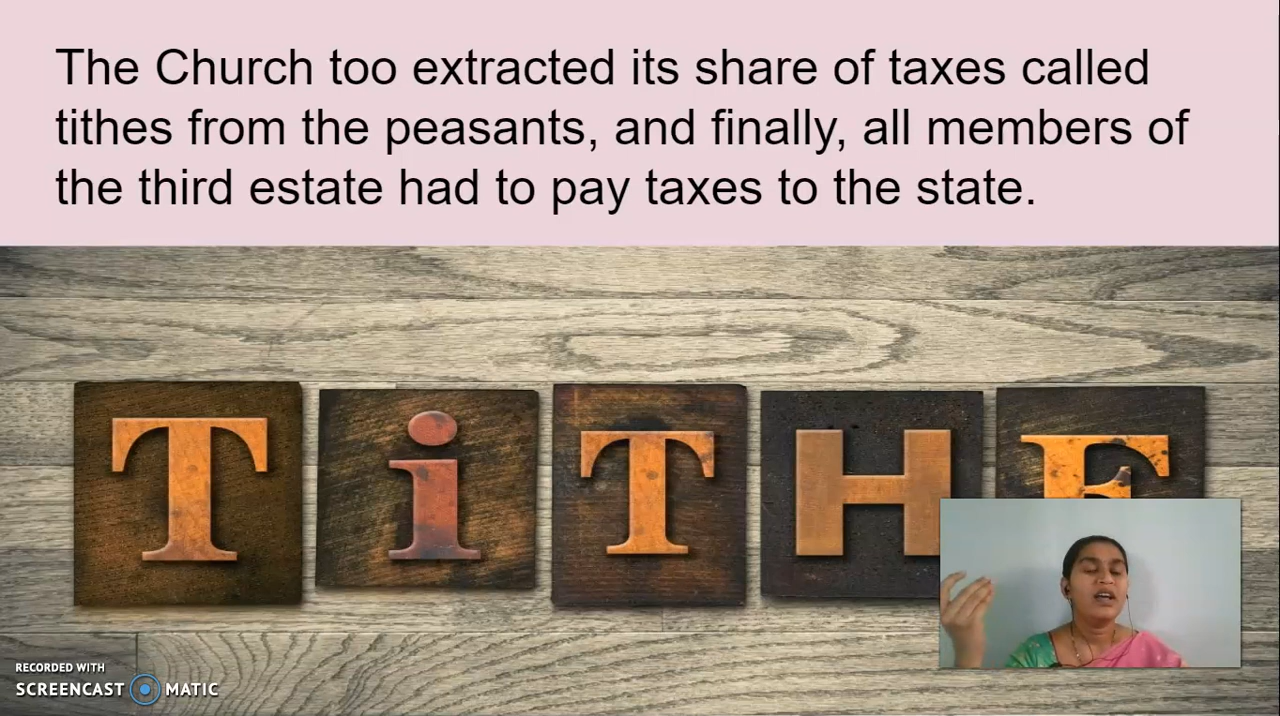 The Church too extracted its share of taxes called
tithes from the peasants, and finally, all members of
the third estate had to pay taxes to the state.
TiTHE
RECORDED WITH
SCREENCAST MATIC